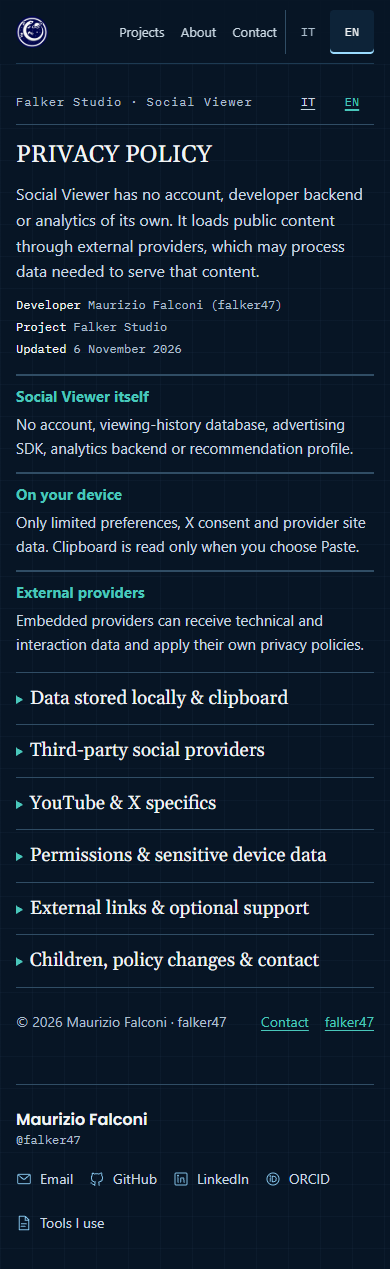 Projects About Contact IT EN
Falker Studio · Social Viewer IT EN
PRIVACY POLICY
Social Viewer has no account, developer backend
or analytics of its own. It loads public content
through external providers, which may process
data needed to serve that content.
Developer Maurizio Falconi (falker47)
Project Falker Studio
Updated 6 November 2026
Social Viewer itself
No account, viewing-history database, advertising
SDK, analytics backend or recommendation profile.
On your device
Only limited preferences, X consent and provider site
data. Clipboard is read only when you choose Paste.
External providers
Embedded providers can receive technical and
interaction data and apply their own privacy policies.
Data stored locally & clipboard
Third-party social providers
YouTube & X specifics
Permissions & sensitive device data
External links & optional support
Children, policy changes & contact
© 2026 Maurizio Falconi · falker47 Contact falker47
Maurizio Falconi
@falker47
Email GitHub LinkedIn ORCID
Tools I use